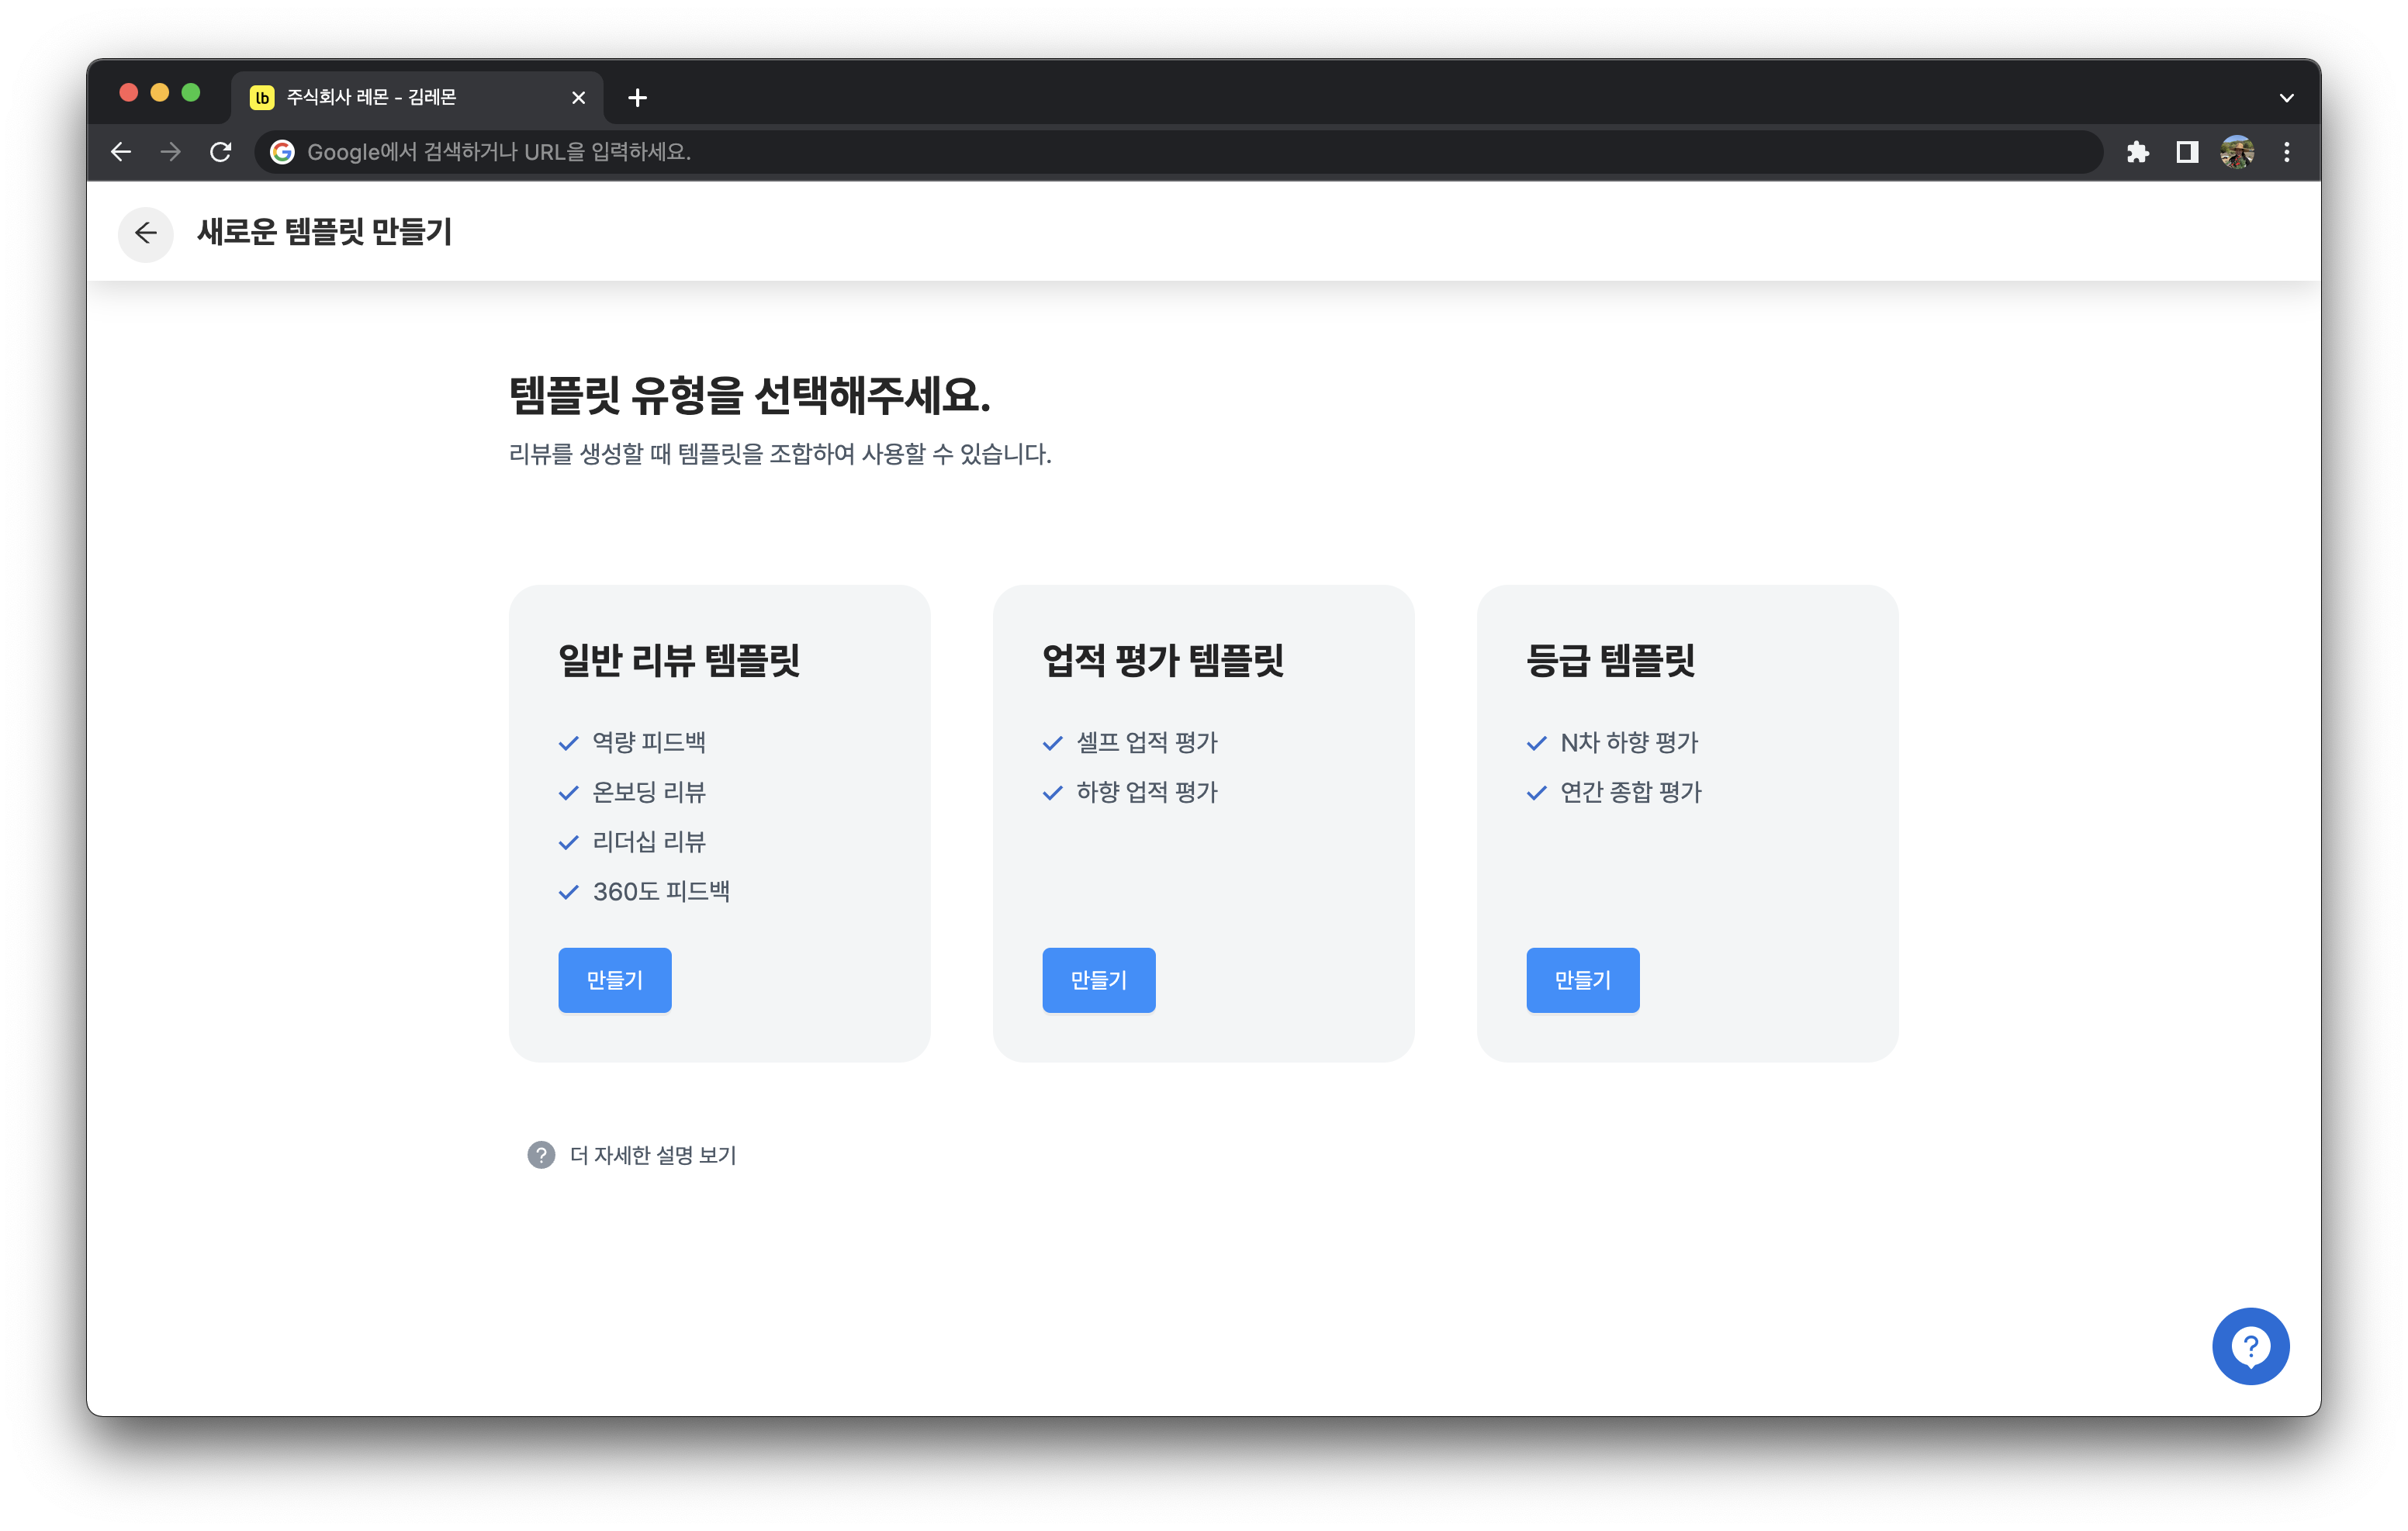 lb 주식회사 레몬 - 김레몬
Google에서 검색하거나 URL을 입력하세요.
새로운 템플릿 만들기
템플릿 유형을 선택해주세요.
리뷰를 생성할 때 템플릿을 조합하여 사용할 수 있습니다.
일반 리뷰 템플릿
역량 피드백
온보딩 리뷰
리더십 리뷰
360도 피드백
만들기
업적 평가 템플릿
셀프 업적 평가
하향 업적 평가
만들기
등급 템플릿
N차 하향 평가
연간 종합 평가
만들기
? 더 자세한 설명 보기
?